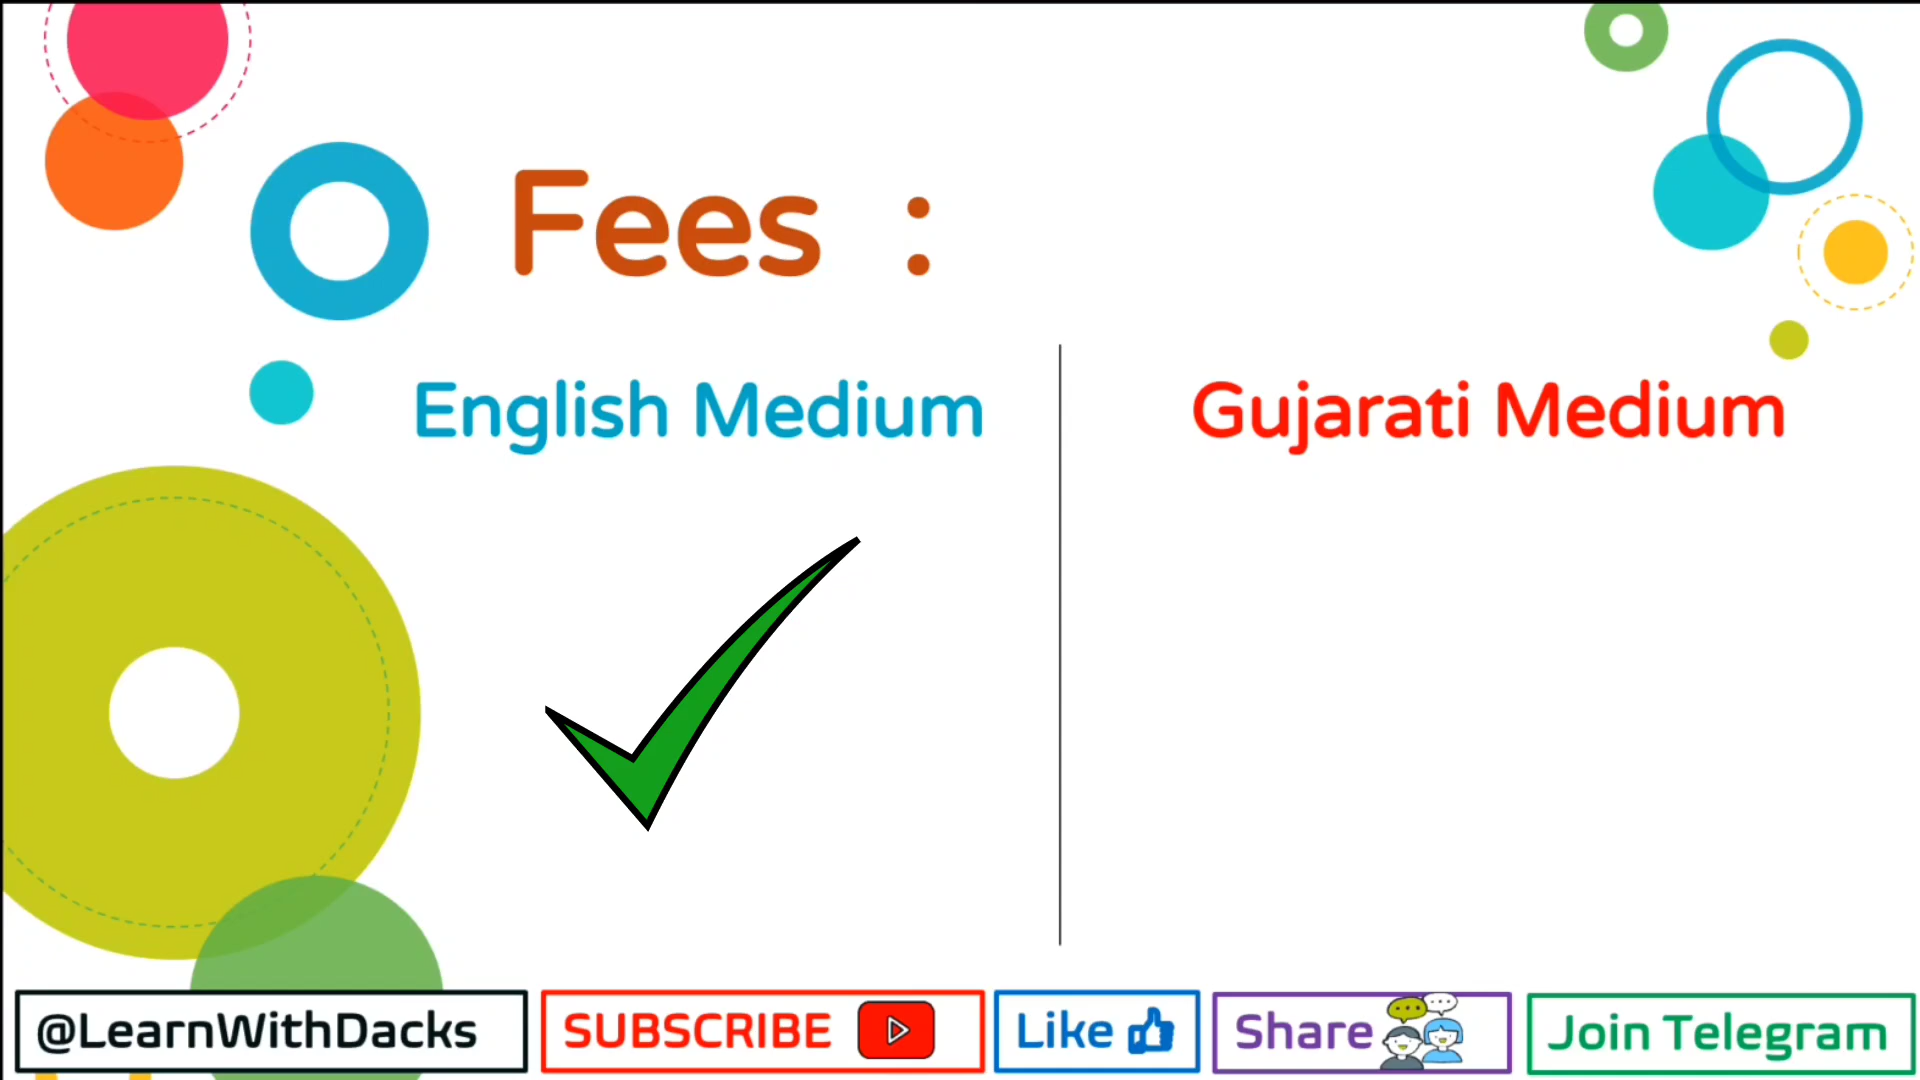 Fees :
English Medium
Gujarati Medium
@LearnWithDacks
SUBSCRIBE
Like
Share
Join Telegram